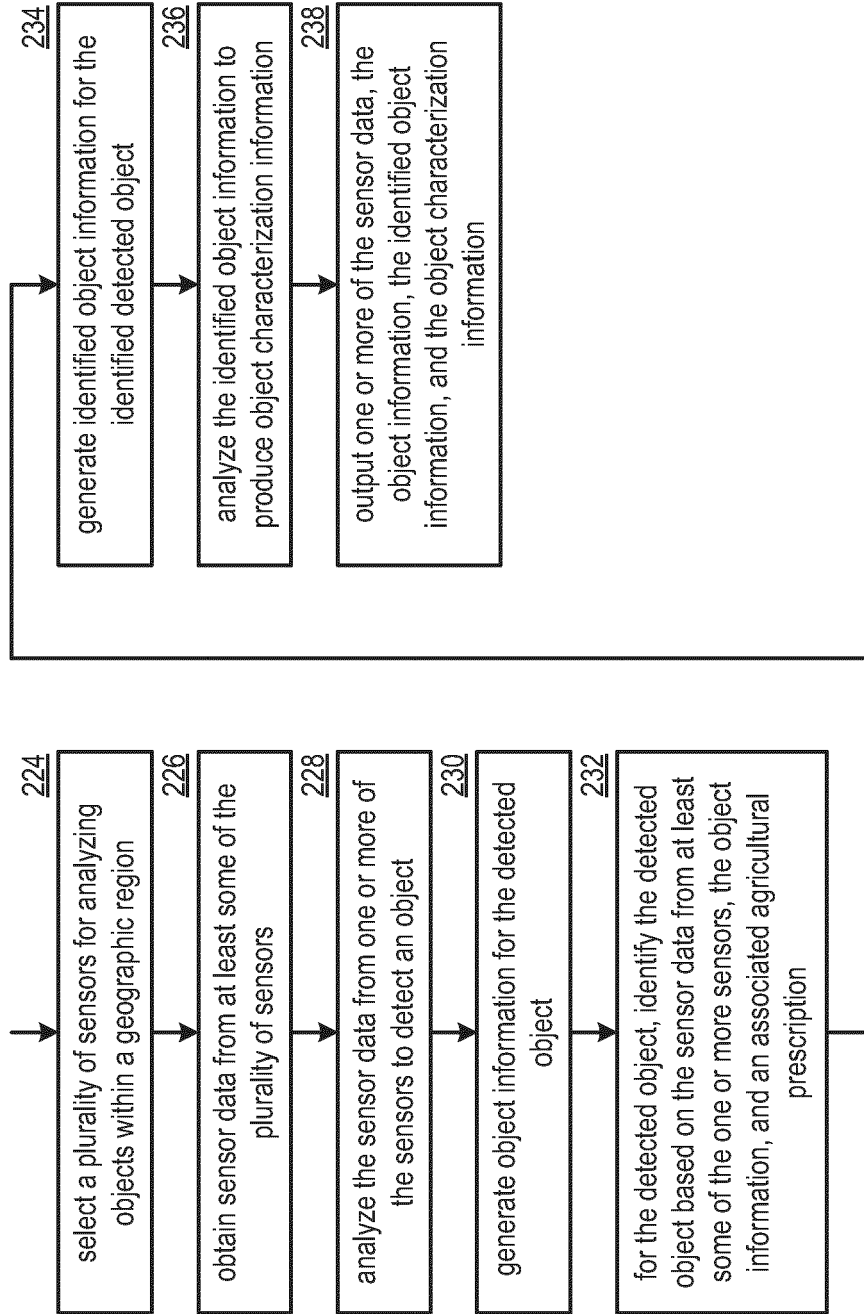 224
select a plurality of sensors for analyzing
objects within a geographic region
226
obtain sensor data from at least some of the
plurality of sensors
228
analyze the sensor data from one or more of
the sensors to detect an object
230
generate object information for the detected
object
232
for the detected object, identify the detected
object based on the sensor data from at least
some of the one or more sensors, the object
information, and an associated agricultural
prescription
234
generate identified object information for the
identified detected object
236
analyze the identified object information to
produce object characterization information
238
output one or more of the sensor data, the
object information, the identified object
information, and the object characterization
information